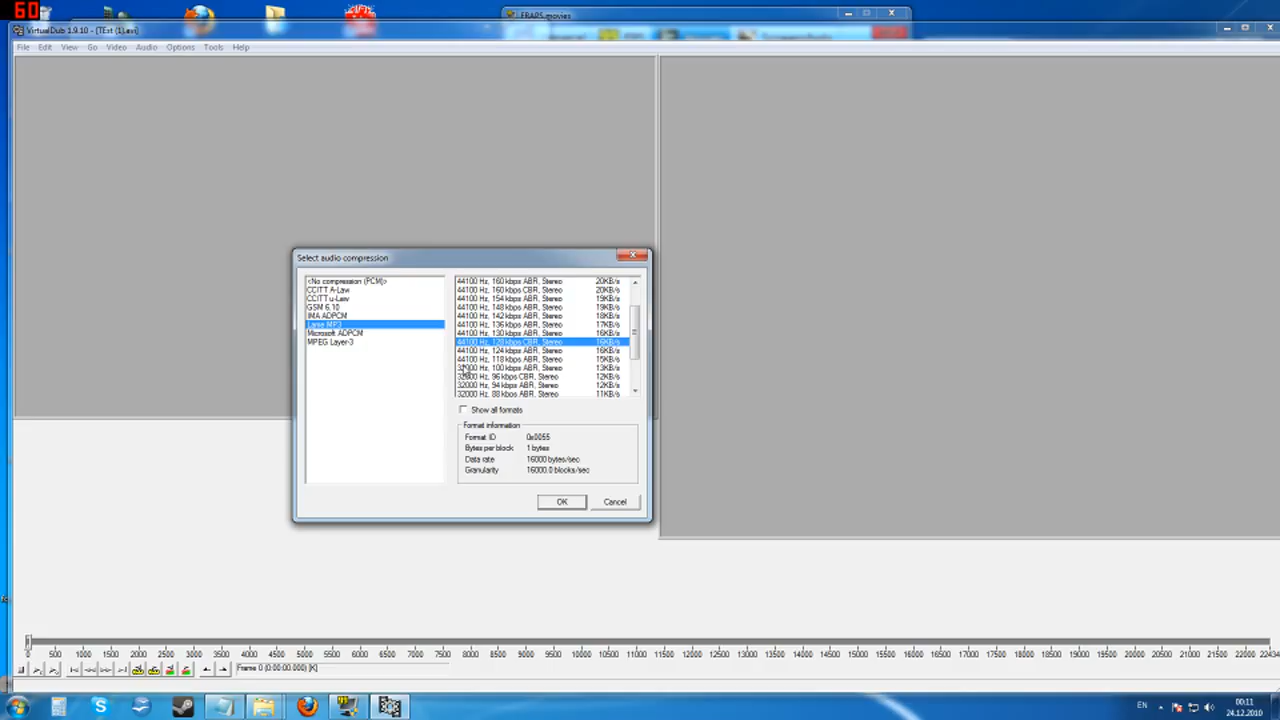 60
FRAPS movies
VirtualDub 1.9.10 - [TEst (1).avi]
File Edit View Go Video Audio Options Tools Help
Select audio compression
<No compression (PCM)>
CCITT A-Law
CCITT u-Law
GSM 6.10
IMA ADPCM
Lame MP3
Microsoft ADPCM
MPEG Layer-3
44100 Hz, 160 kbps ABR, Stereo 20KB/s
44100 Hz, 160 kbps CBR, Stereo 20KB/s
44100 Hz, 154 kbps ABR, Stereo 19KB/s
44100 Hz, 148 kbps ABR, Stereo 19KB/s
44100 Hz, 142 kbps ABR, Stereo 18KB/s
44100 Hz, 136 kbps ABR, Stereo 17KB/s
44100 Hz, 130 kbps ABR, Stereo 16KB/s
44100 Hz, 128 kbps CBR, Stereo 16KB/s
44100 Hz, 124 kbps ABR, Stereo 16KB/s
44100 Hz, 118 kbps ABR, Stereo 15KB/s
32000 Hz, 100 kbps ABR, Stereo 13KB/s
32000 Hz, 96 kbps CBR, Stereo 12KB/s
32000 Hz, 94 kbps ABR, Stereo 12KB/s
32000 Hz, 88 kbps ABR, Stereo 11KB/s
Show all formats
Format information
Format ID 0x0055
Bytes per block 1 bytes
Data rate 16000 bytes/sec
Granularity 16000.0 blocks/sec
OK Cancel
0 500 1000 1500 2000 2500 3000 3500 4000 4500 5000 5500 6000 6500 7000 7500 8000 8500 9000 9500 10000 10500 11000 11500 12000 12500 13000 13500 14000 14500 15000 15500 16000 16500 17000 17500 18000 18500 19000 19500 20000 20500 21000 21500 22000 22434
Frame 0 (0:00:00.000) [K]
EN
00:11
24.12.2010